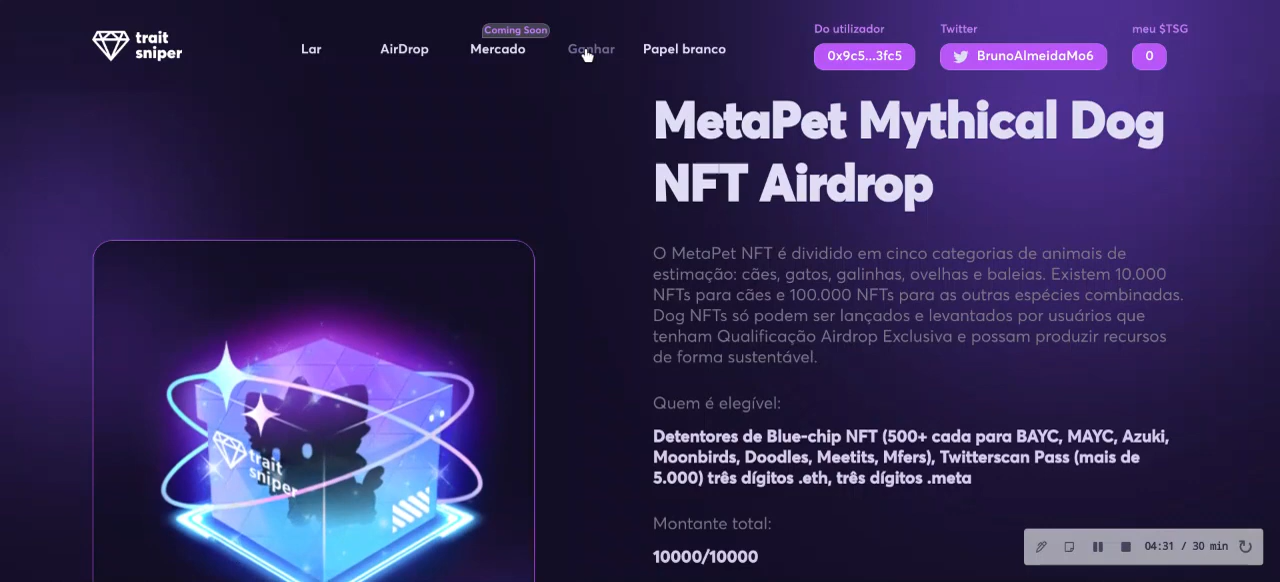 trait
sniper
Lar
AirDrop
Coming Soon
Mercado
Ganhar
Papel branco
Do utilizador
0x9c5...3fc5
Twitter
BrunoAlmeidaMo6
meu $TSG
0
MetaPet Mythical Dog
NFT Airdrop
O MetaPet NFT é dividido em cinco categorias de animais de
estimação: cães, gatos, galinhas, ovelhas e baleias. Existem 10.000
NFTs para cães e 100.000 NFTs para as outras espécies combinadas.
Dog NFTs só podem ser lançados e levantados por usuários que
tenham Qualificação Airdrop Exclusiva e possam produzir recursos
de forma sustentável.
Quem é elegível:
Detentores de Blue-chip NFT (500+ cada para BAYC, MAYC, Azuki,
Moonbirds, Doodles, Meetits, Mfers), Twitterscan Pass (mais de
5.000) três dígitos .eth, três dígitos .meta
Montante total:
10000/10000
trait
sniper
04:31 / 30 min